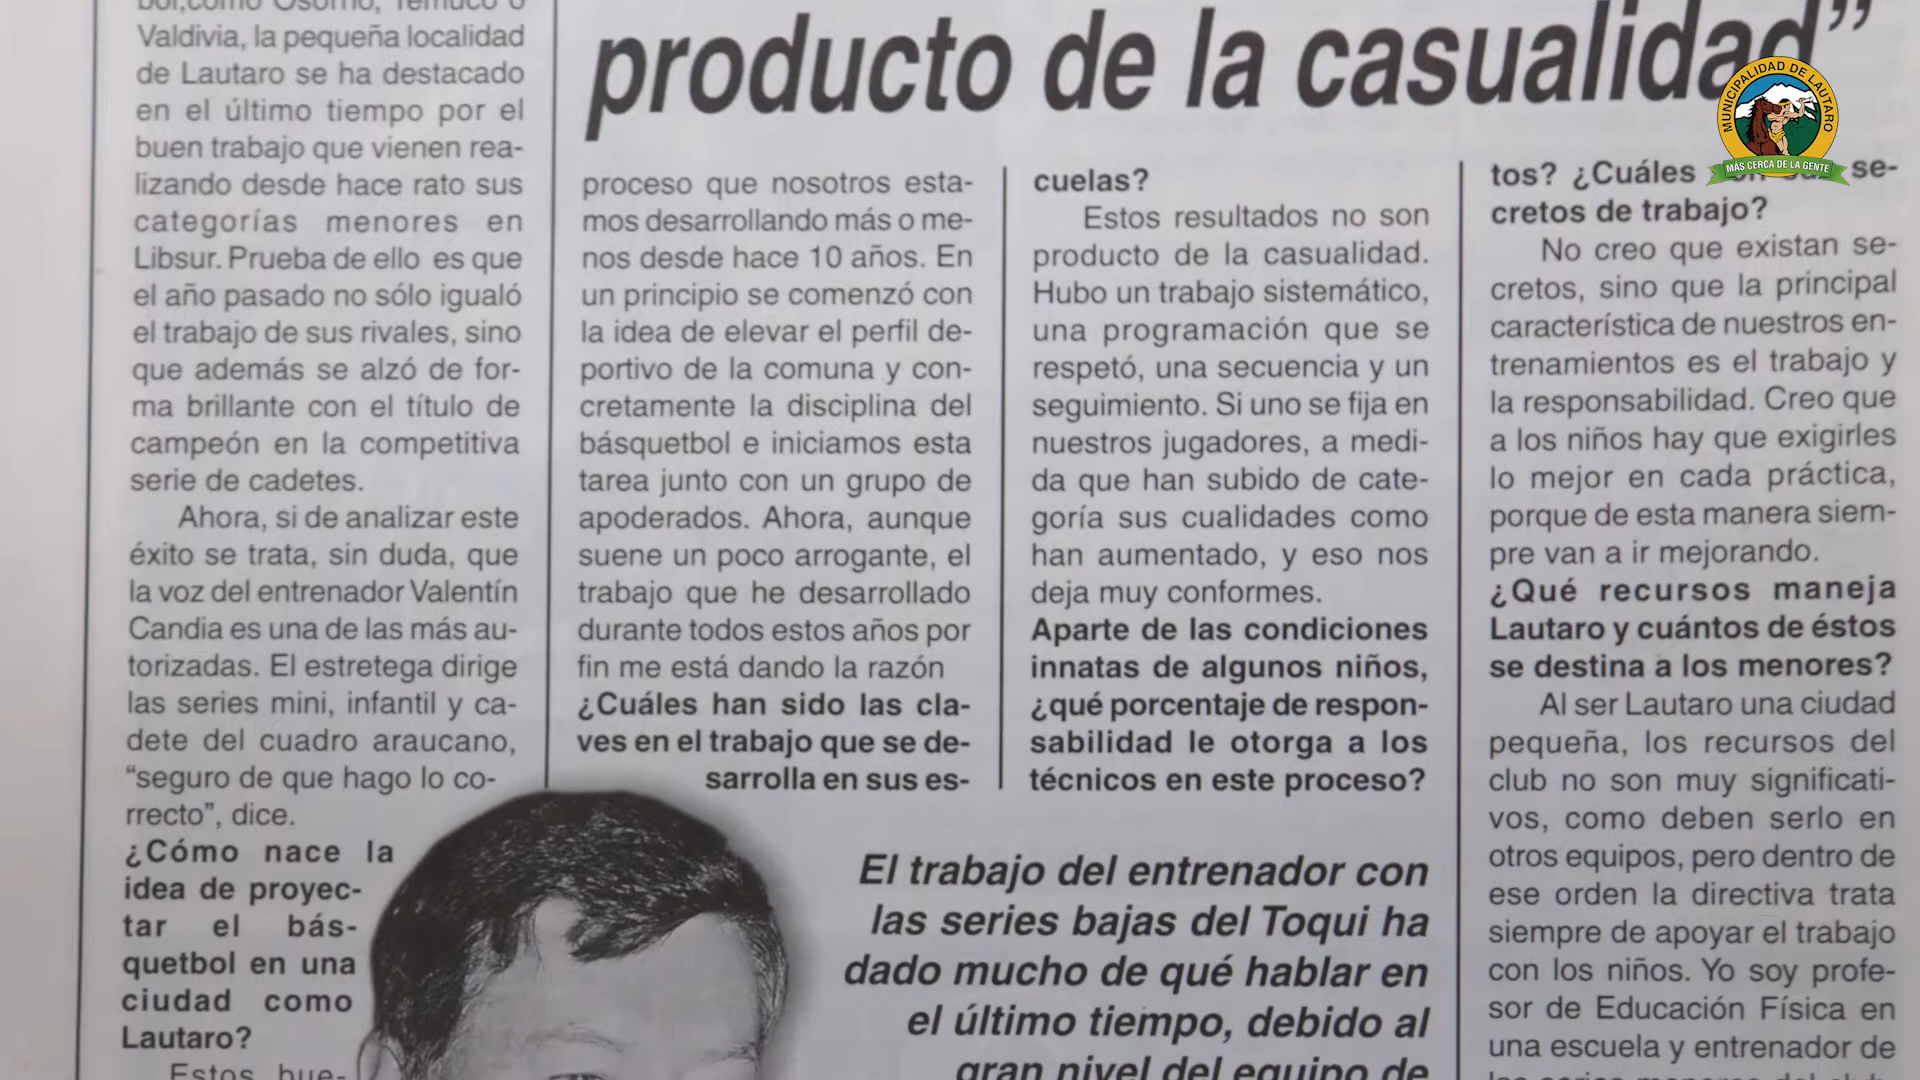 producto de la casualidad”
MUNICIPALIDAD DE LAUTARO
MÁS CERCA DE LA GENTE
bol,como Osorno, Temuco o
Valdivia, la pequeña localidad
de Lautaro se ha destacado
en el último tiempo por el
buen trabajo que vienen rea-
lizando desde hace rato sus
categorías menores en
Libsur. Prueba de ello es que
el año pasado no sólo igualó
el trabajo de sus rivales, sino
que además se alzó de for-
ma brillante con el título de
campeón en la competitiva
serie de cadetes.
Ahora, si de analizar este
éxito se trata, sin duda, que
la voz del entrenador Valentín
Candia es una de las más au-
torizadas. El estretega dirige
las series mini, infantil y ca-
dete del cuadro araucano,
“seguro de que hago lo co-
rrecto”, dice.
¿Cómo nace la
idea de proyec-
tar el bás-
quetbol en una
ciudad como
Lautaro?
Estos bue-
proceso que nosotros esta-
mos desarrollando más o me-
nos desde hace 10 años. En
un principio se comenzó con
la idea de elevar el perfil de-
portivo de la comuna y con-
cretamente la disciplina del
básquetbol e iniciamos esta
tarea junto con un grupo de
apoderados. Ahora, aunque
suene un poco arrogante, el
trabajo que he desarrollado
durante todos estos años por
fin me está dando la razón
¿Cuáles han sido las cla-
ves en el trabajo que se de-
sarrolla en sus es-
cuelas?
Estos resultados no son
producto de la casualidad.
Hubo un trabajo sistemático,
una programación que se
respetó, una secuencia y un
seguimiento. Si uno se fija en
nuestros jugadores, a medi-
da que han subido de cate-
goría sus cualidades como
han aumentado, y eso nos
deja muy conformes.
Aparte de las condiciones
innatas de algunos niños,
¿qué porcentaje de respon-
sabilidad le otorga a los
técnicos en este proceso?
El trabajo del entrenador con
las series bajas del Toqui ha
dado mucho de qué hablar en
el último tiempo, debido al
gran nivel del equipo de
tos? ¿Cuáles se-
cretos de trabajo?
No creo que existan se-
cretos, sino que la principal
característica de nuestros en-
trenamientos es el trabajo y
la responsabilidad. Creo que
a los niños hay que exigirles
lo mejor en cada práctica,
porque de esta manera siem-
pre van a ir mejorando.
¿Qué recursos maneja
Lautaro y cuántos de éstos
se destina a los menores?
Al ser Lautaro una ciudad
pequeña, los recursos del
club no son muy significati-
vos, como deben serlo en
otros equipos, pero dentro de
ese orden la directiva trata
siempre de apoyar el trabajo
con los niños. Yo soy profe-
sor de Educación Física en
una escuela y entrenador de